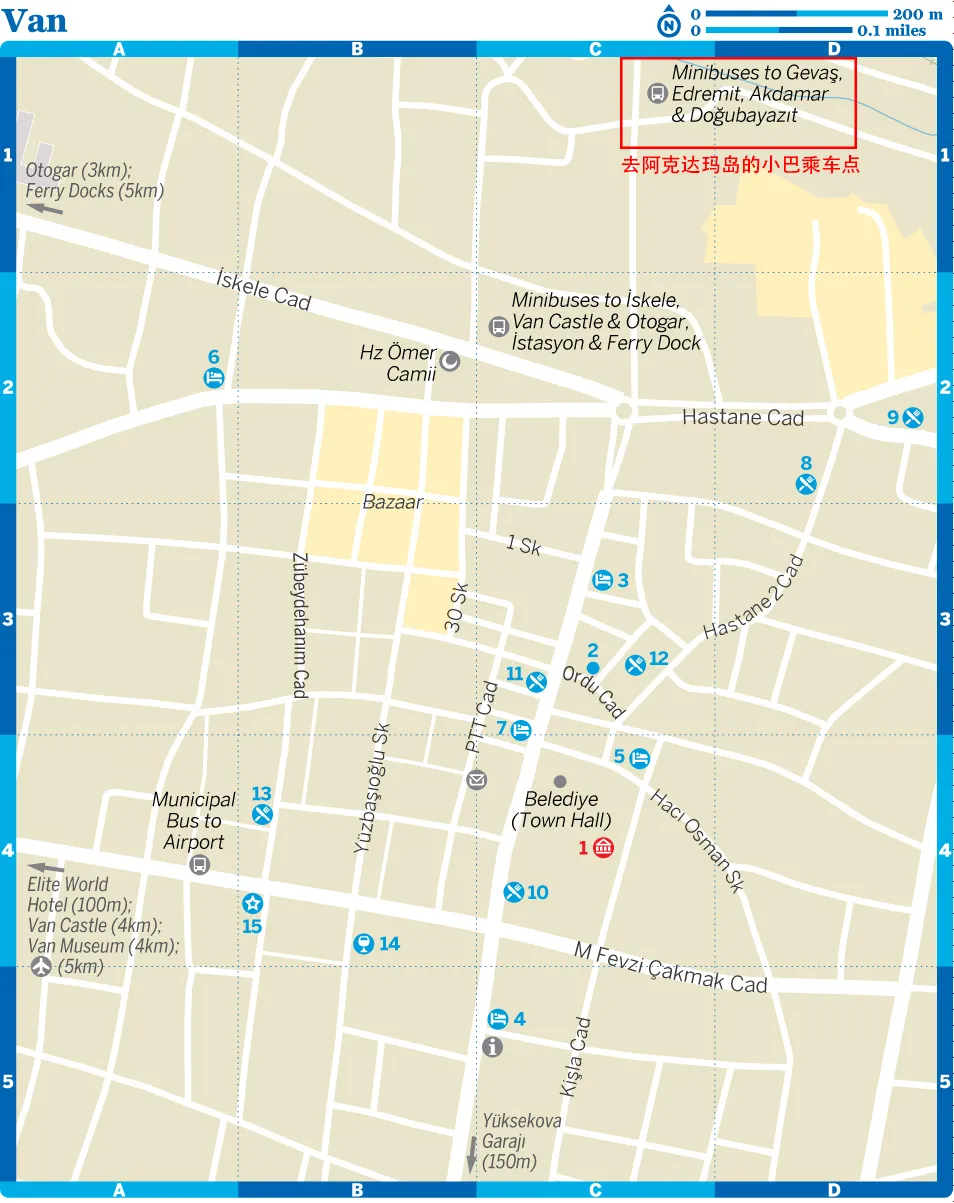 Van
N
0 200 m
0 0.1 miles
A B C D
1
1
2
2
3
3
4
4
5
5
Minibuses to Gevaş,
Edremit, Akdamar
& Doğubayazıt
去阿克达玛岛的小巴乘车点
Otogar (3km);
Ferry Docks (5km)
İskele Cad
Minibuses to İskele,
Van Castle & Otogar,
İstasyon & Ferry Dock
Hz Ömer
Camii
6
Hastane Cad
9
8
Bazaar
1 Sk
3
Zübeydehanım Cad
30 Sk
Hastane 2 Cad
2
12
11
Ordu Cad
7
PTT Cad
5
Yüzbaşıoğlu Sk
Belediye
(Town Hall)
Hacı Osman Sk
13
Municipal
Bus to
Airport
1
Elite World
Hotel (100m);
Van Castle (4km);
Van Museum (4km);
(5km)
10
15
14
M Fevzi Çakmak Cad
4
i
Kışla Cad
Yüksekova
Garajı
(150m)
A B C D